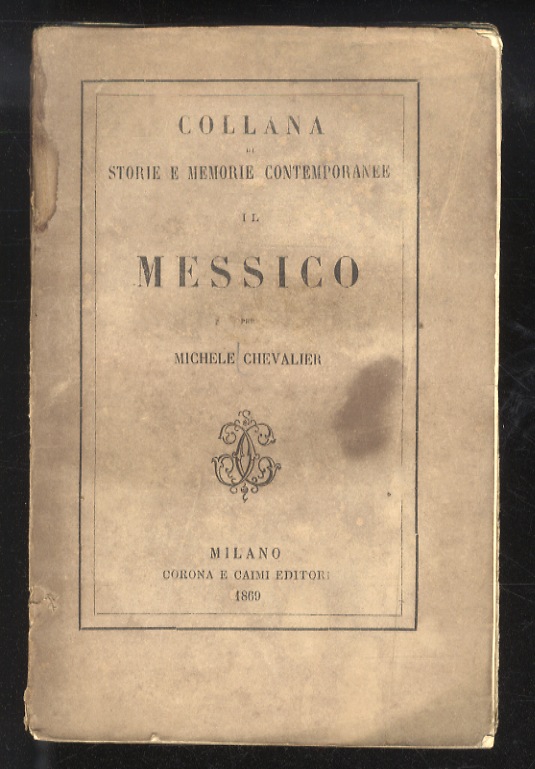 COLLANA
DI
STORIE E MEMORIE CONTEMPORANEE
IL
MESSICO
PER
MICHELE CHEVALIER
MILANO
CORONA E CAIMI EDITORI
1869